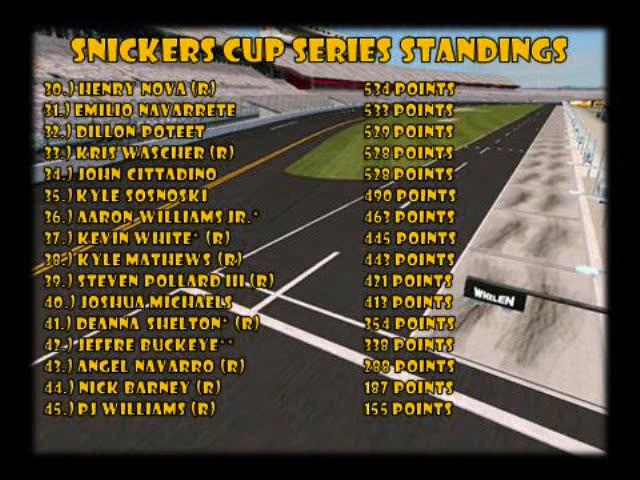 SNICKERS CUP SERIES STANDINGS
30.) HENRY NOVA (R) 534 POINTS
31.) EMILIO NAVARRETE 533 POINTS
32.) DILLON POTEET 529 POINTS
33.) KRIS WASCHER (R) 528 POINTS
34.) JOHN CITTADINO 528 POINTS
35.) KYLE SOSNOSKI 490 POINTS
36.) AARON WILLIAMS JR.* 463 POINTS
37.) KEVIN WHITE* (R) 445 POINTS
38.) KYLE MATHEWS (R) 443 POINTS
39.) STEVEN POLLARD III (R) 421 POINTS
40.) JOSHUA MICHAELS 413 POINTS
41.) DEANNA SHELTON* (R) 354 POINTS
42.) JEFFRE BUCKEYE** 338 POINTS
43.) ANGEL NAVARRO (R) 288 POINTS
44.) NICK BARNEY (R) 187 POINTS
45.) PJ WILLIAMS (R) 155 POINTS
WHELEN